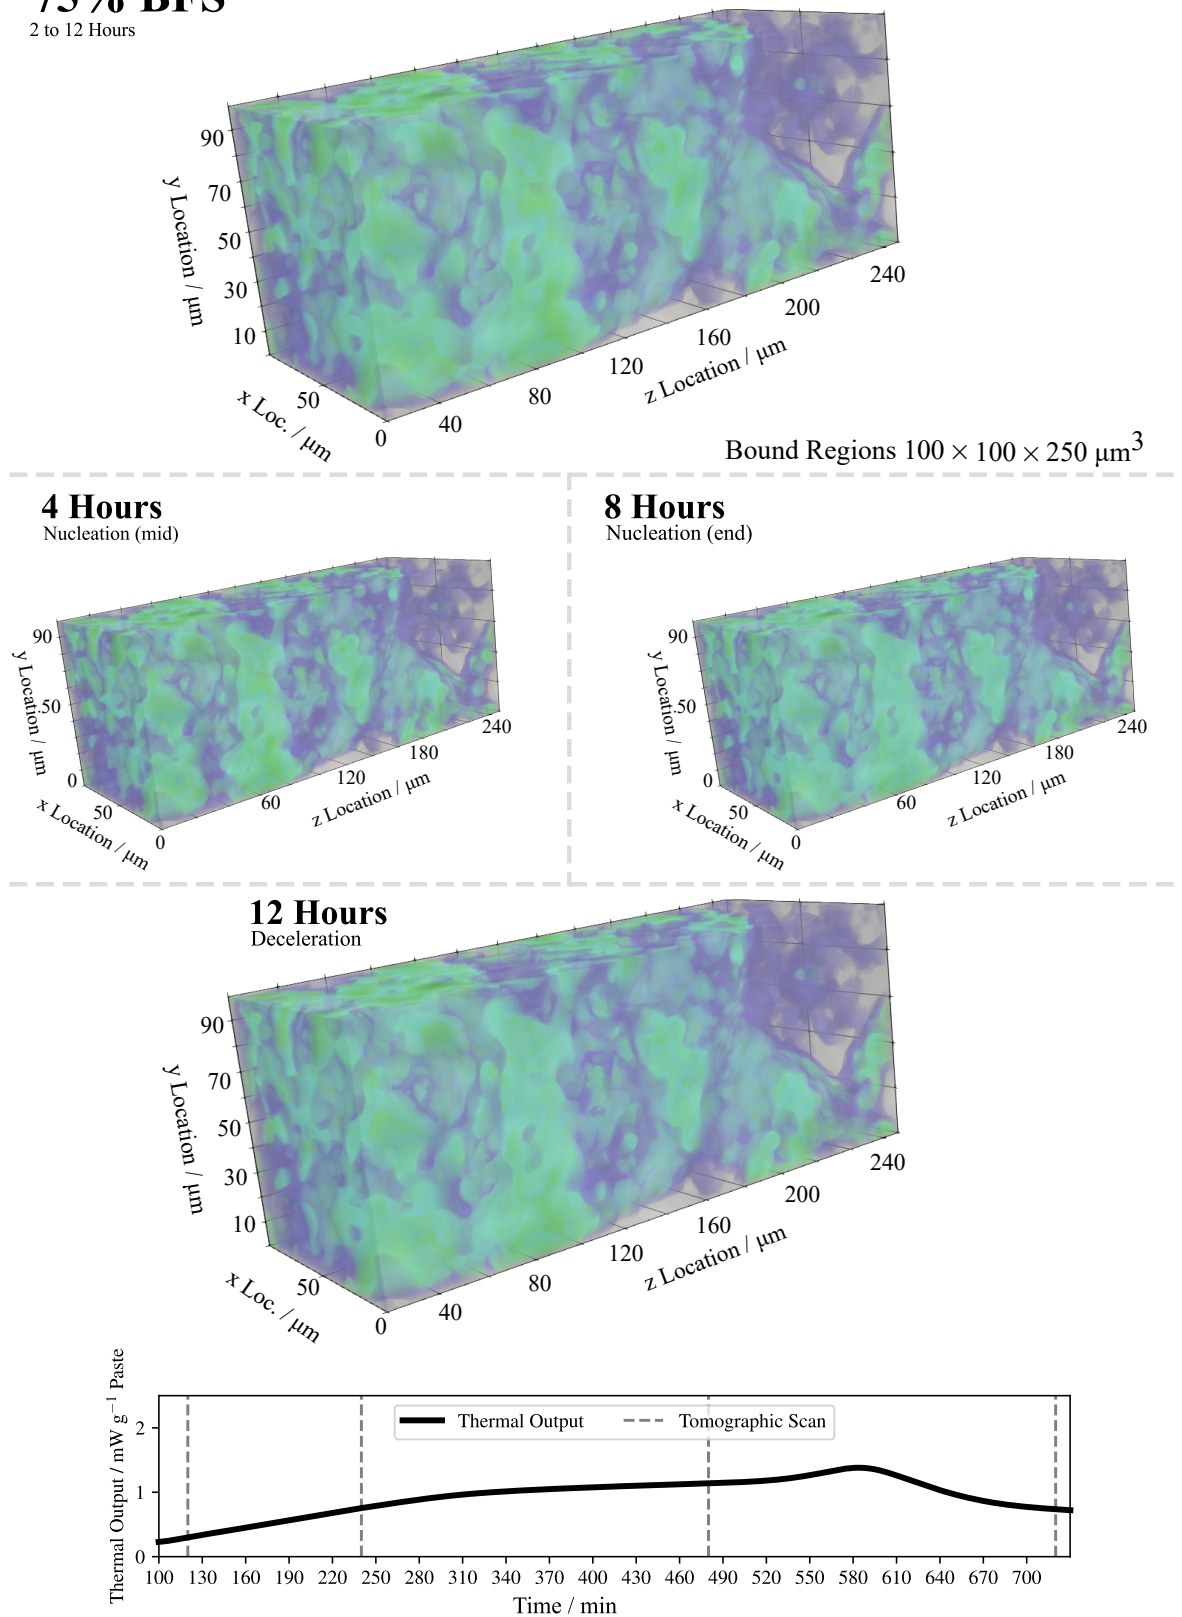 75% BFS
2 to 12 Hours
90
70
50
30
10
y Location / μm
50
0
x Loc. / μm
40
80
120
160
200
240
z Location / μm
Bound Regions 100 × 100 × 250 μm³
4 Hours
Nucleation (mid)
90
50
0
y Location / μm
50
0
x Location / μm
60
120
180
240
z Location / μm
8 Hours
Nucleation (end)
90
50
0
y Location / μm
50
0
x Location / μm
60
120
180
240
z Location / μm
12 Hours
Deceleration
90
70
50
30
10
y Location / μm
50
0
x Loc. / μm
40
80
120
160
200
240
z Location / μm
Thermal Output / mW g⁻¹ Paste
2
1
0
Thermal Output Tomographic Scan
100 130 160 190 220 250 280 310 340 370 400 430 460 490 520 550 580 610 640 670 700
Time / min